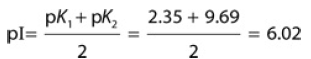 pI= pK₁ + pK₂ / 2 = 2.35 + 9.69 / 2 = 6.02